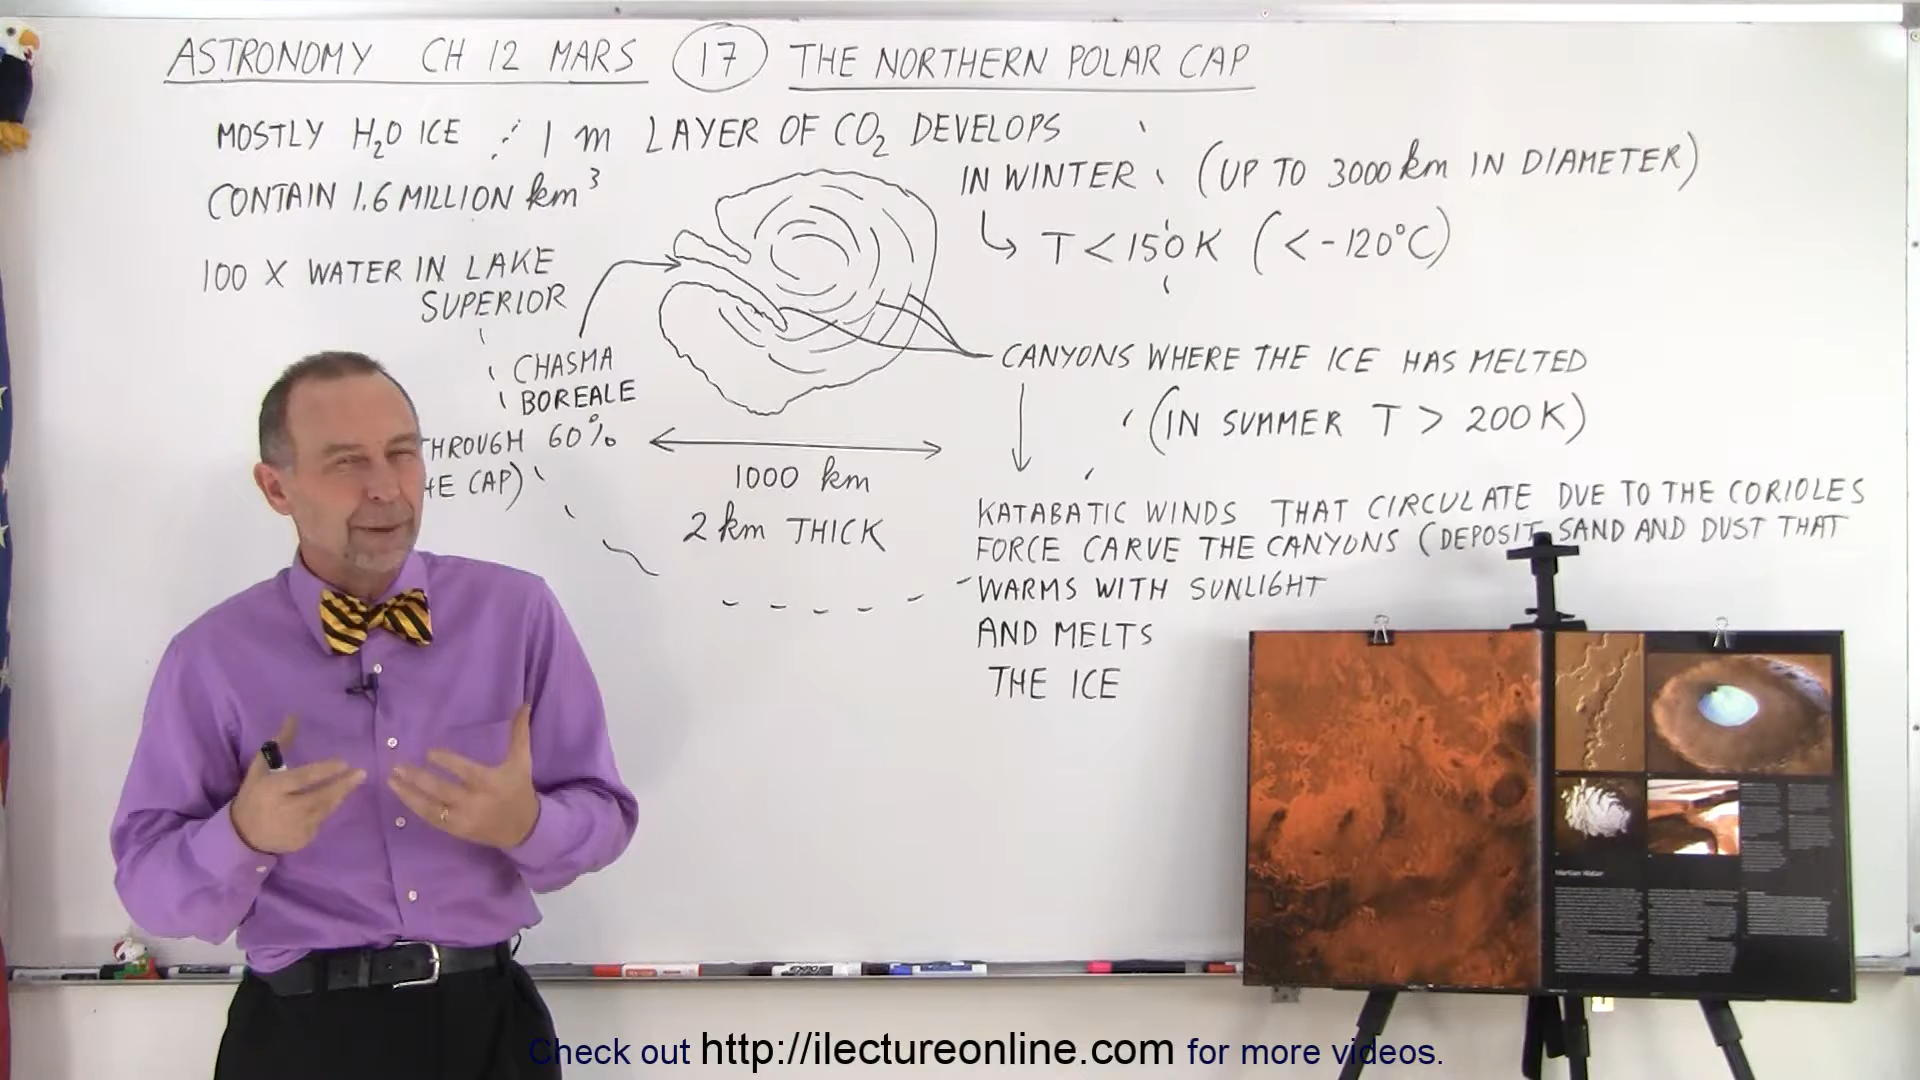 ASTRONOMY CH 12 MARS 17 THE NORTHERN POLAR CAP
MOSTLY H₂O ICE
CONTAIN 1.6 MILLION km³
100 X WATER IN LAKE
SUPERIOR
1 m LAYER OF CO₂ DEVELOPS
IN WINTER (UP TO 3000 km IN DIAMETER)
T < 150 K (< -120°C)
CHASMA
BOREALE
THROUGH 60%
CAP)
1000 km
2 km THICK
CANYONS WHERE THE ICE HAS MELTED
(IN SUMMER T > 200 K)
KATABATIC WINDS THAT CIRCULATE DUE TO THE CORIOLES
FORCE CARVE THE CANYONS (DEPOSIT SAND AND DUST THAT
WARMS WITH SUNLIGHT
AND MELTS
THE ICE
Martian Water
Check out http://ilectureonline.com for more videos.